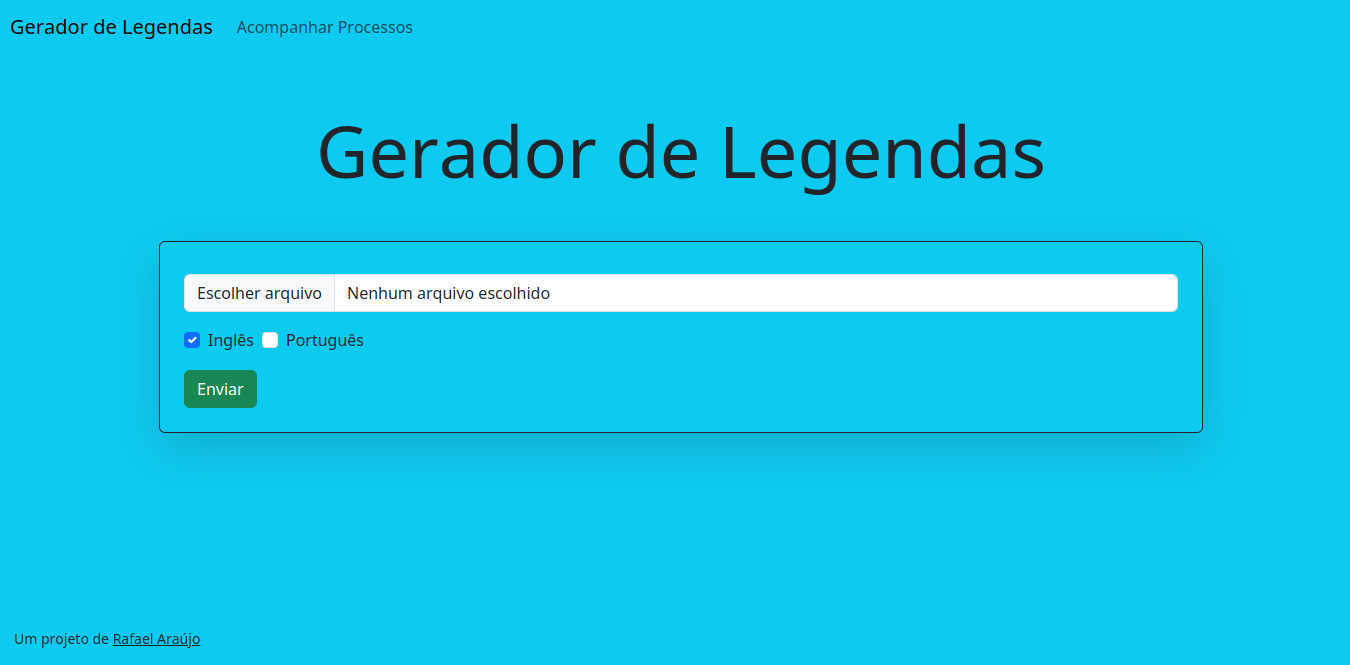 Gerador de Legendas Acompanhar Processos
Gerador de Legendas
Escolher arquivo Nenhum arquivo escolhido
Inglês Português
Enviar
Um projeto de Rafael Araújo